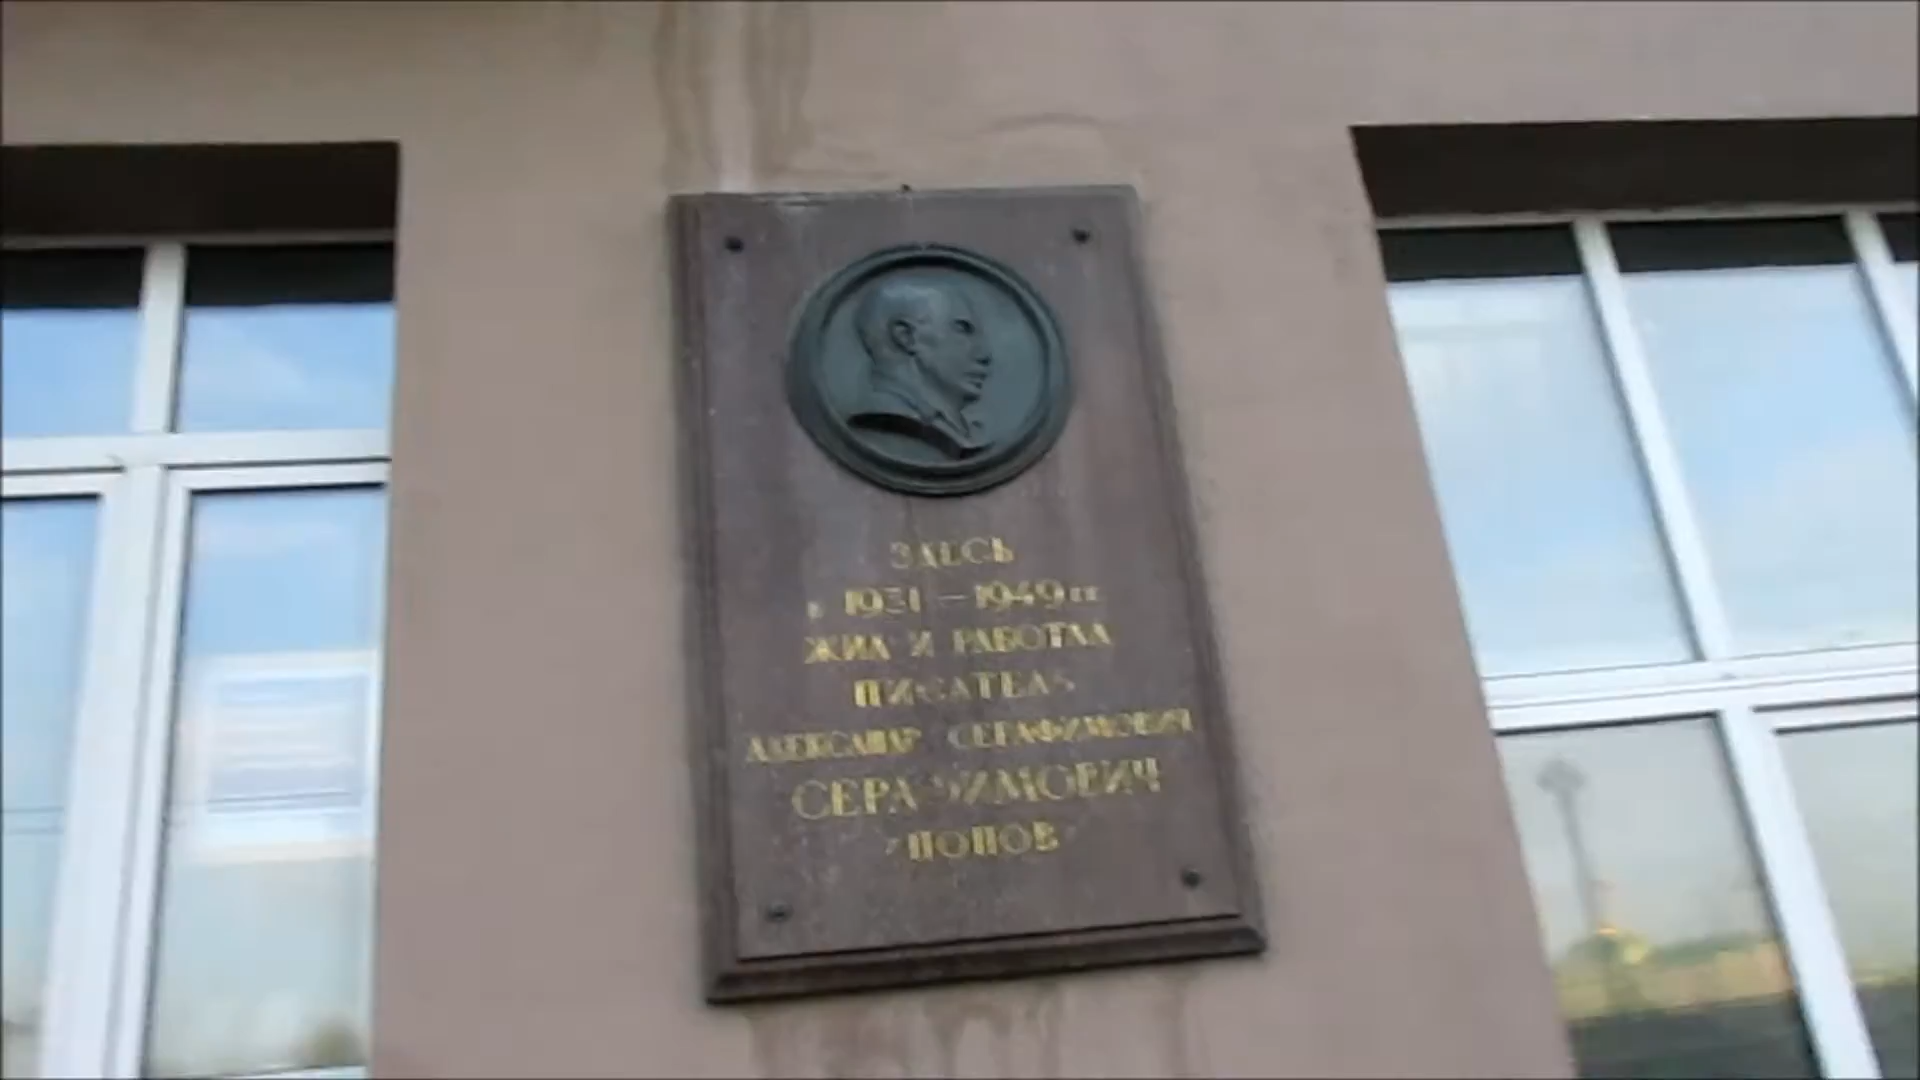 ЗДЕСЬ
в 1931 — 1949 гг
ЖИЛ И РАБОТАЛ
ПИСАТЕЛЬ
АЛЕКСАНДР СЕРАФИМОВИЧ
СЕРАФИМОВИЧ
ПОПОВ